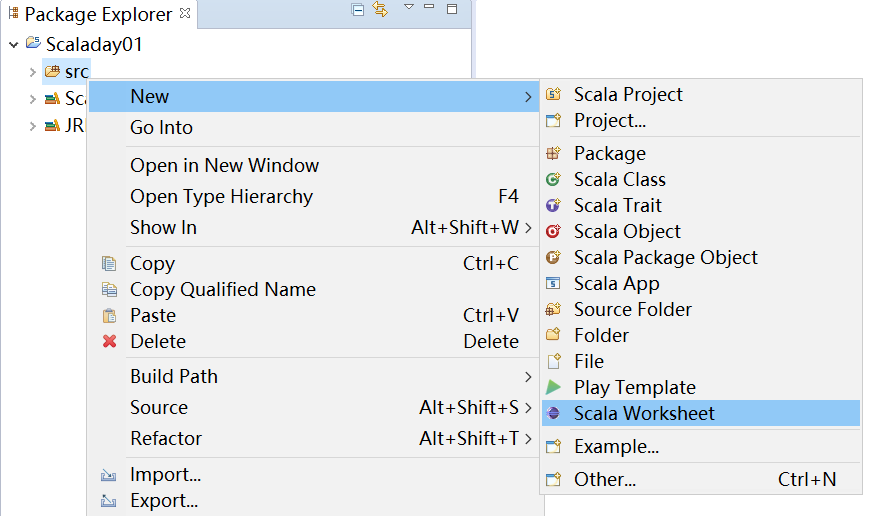 Package Explorer
Scaladay01
src
Sc
JR
New
Go Into
Open in New Window
Open Type Hierarchy F4
Show In Alt+Shift+W
Copy Ctrl+C
Copy Qualified Name
Paste Ctrl+V
Delete Delete
Build Path
Source Alt+Shift+S
Refactor Alt+Shift+T
Import...
Export...
Scala Project
Project...
Package
Scala Class
Scala Trait
Scala Object
Scala Package Object
Scala App
Source Folder
Folder
File
Play Template
Scala Worksheet
Example...
Other... Ctrl+N